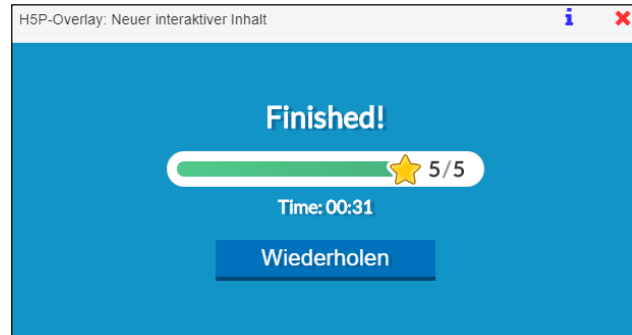 H5P-Overlay: Neuer interaktiver Inhalt
Finished!
5/5
Time: 00:31
Wiederholen